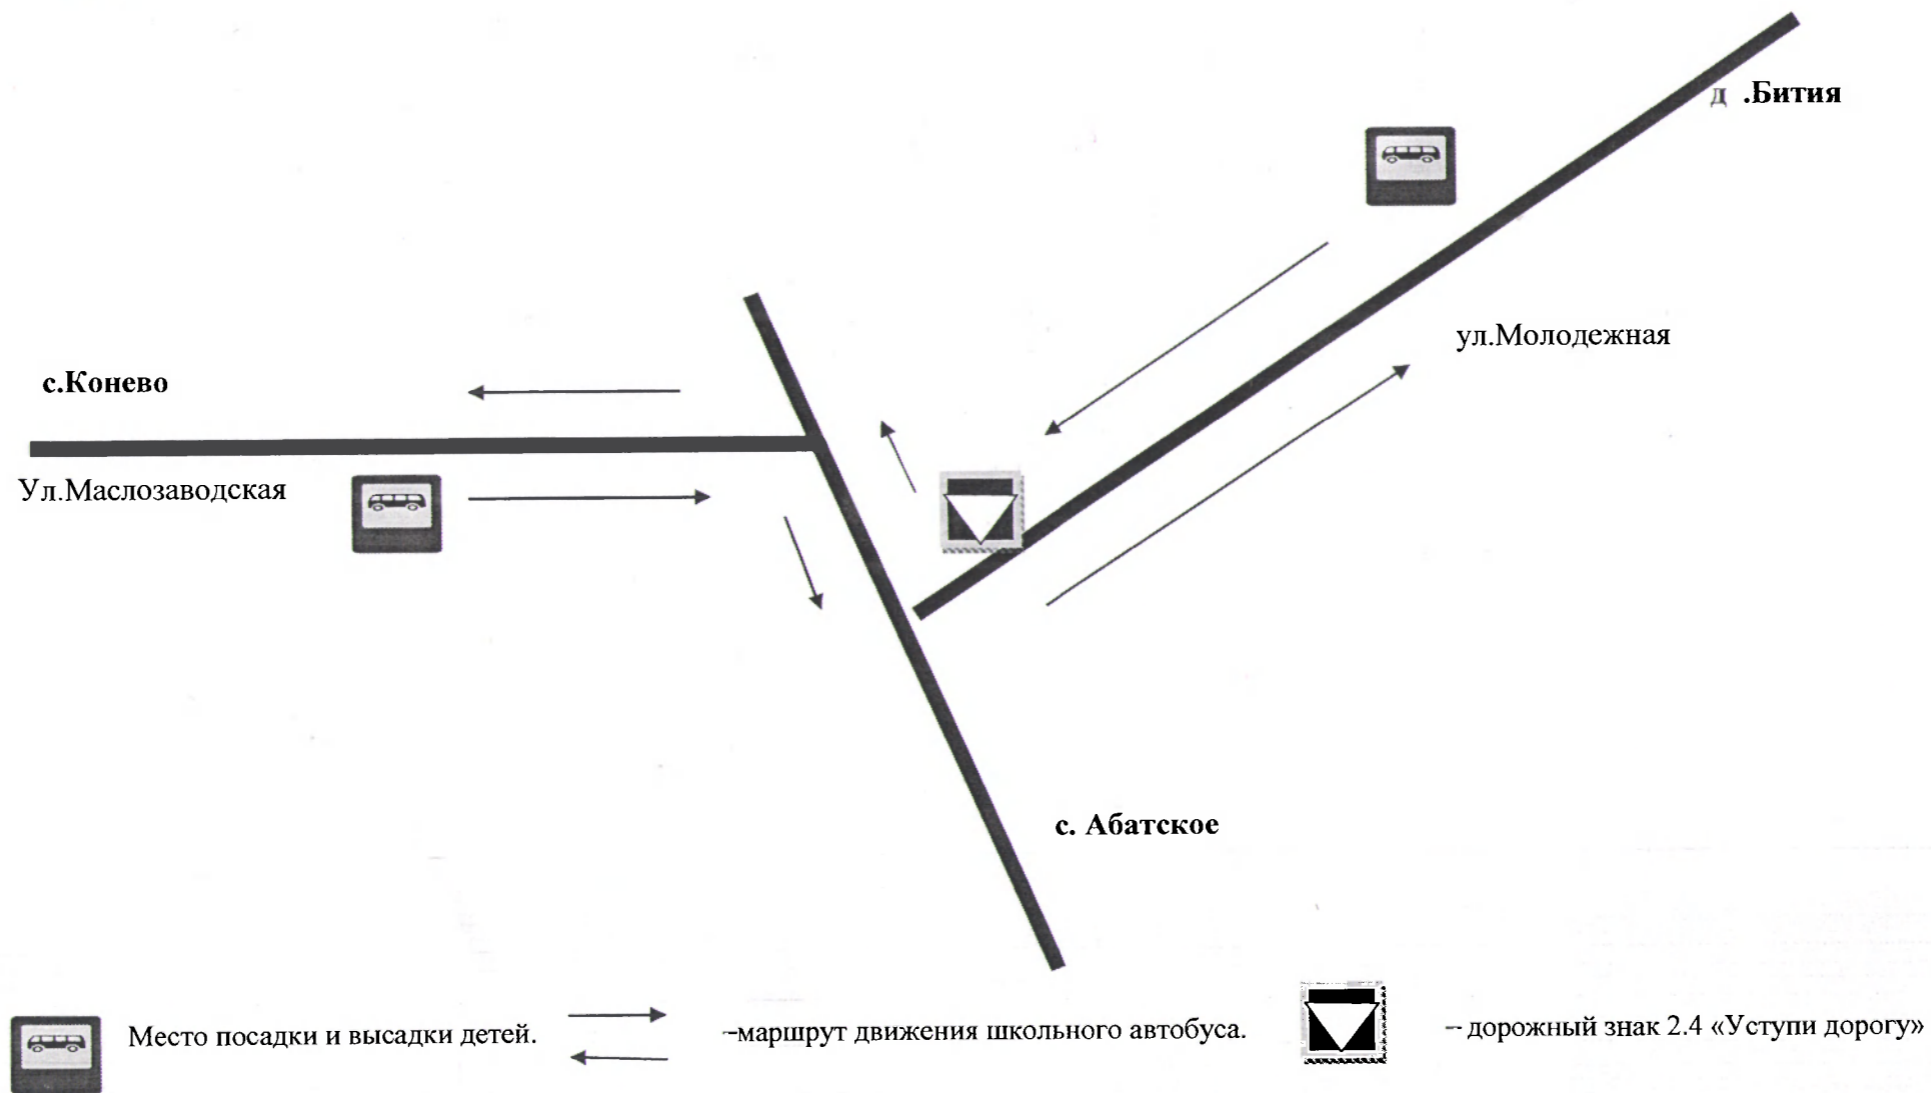 д .Бития
ул.Молодежная
с.Конево
Ул.Маслозаводская
с. Абатское
Место посадки и высадки детей.
–маршрут движения школьного автобуса.
– дорожный знак 2.4 «Уступи дорогу»